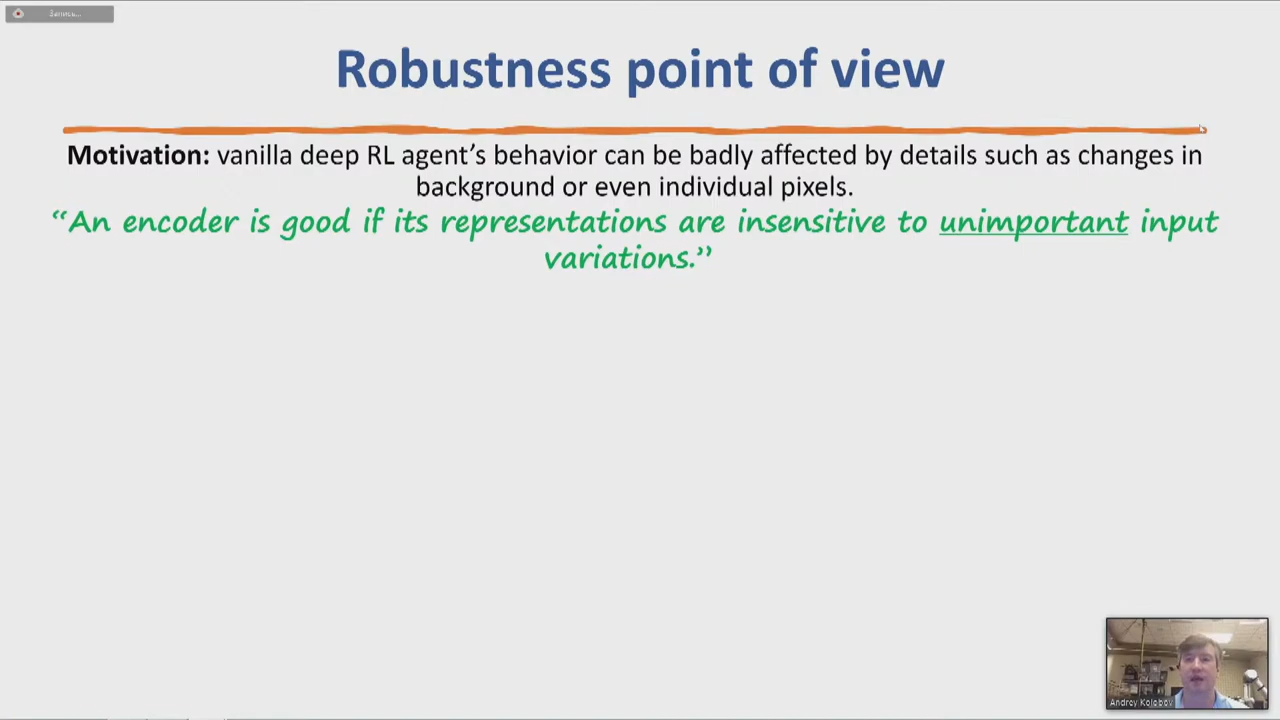 Запись...
Robustness point of view
Motivation: vanilla deep RL agent's behavior can be badly affected by details such as changes in
background or even individual pixels.
“An encoder is good if its representations are insensitive to unimportant input
variations.”
Andrey Kolobov